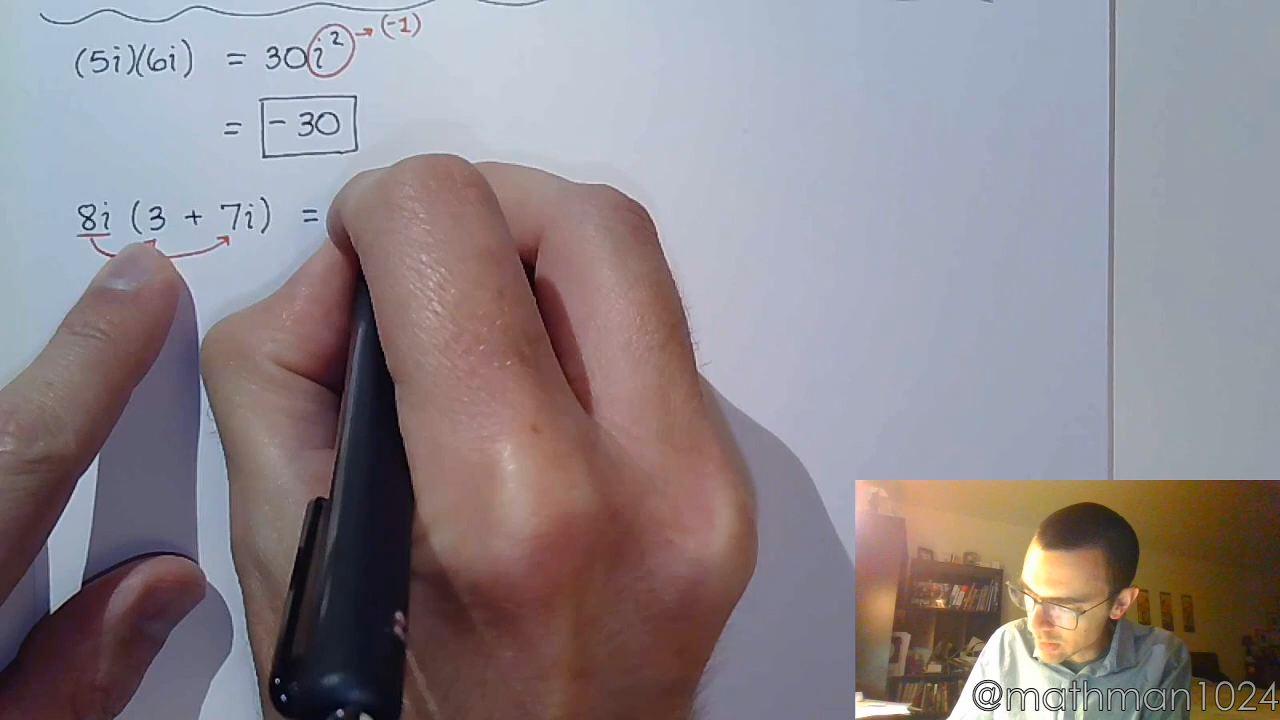 (5i)(6i) = 30i² → (-1)
= -30
8i (3 + 7i) =
@mathman1024